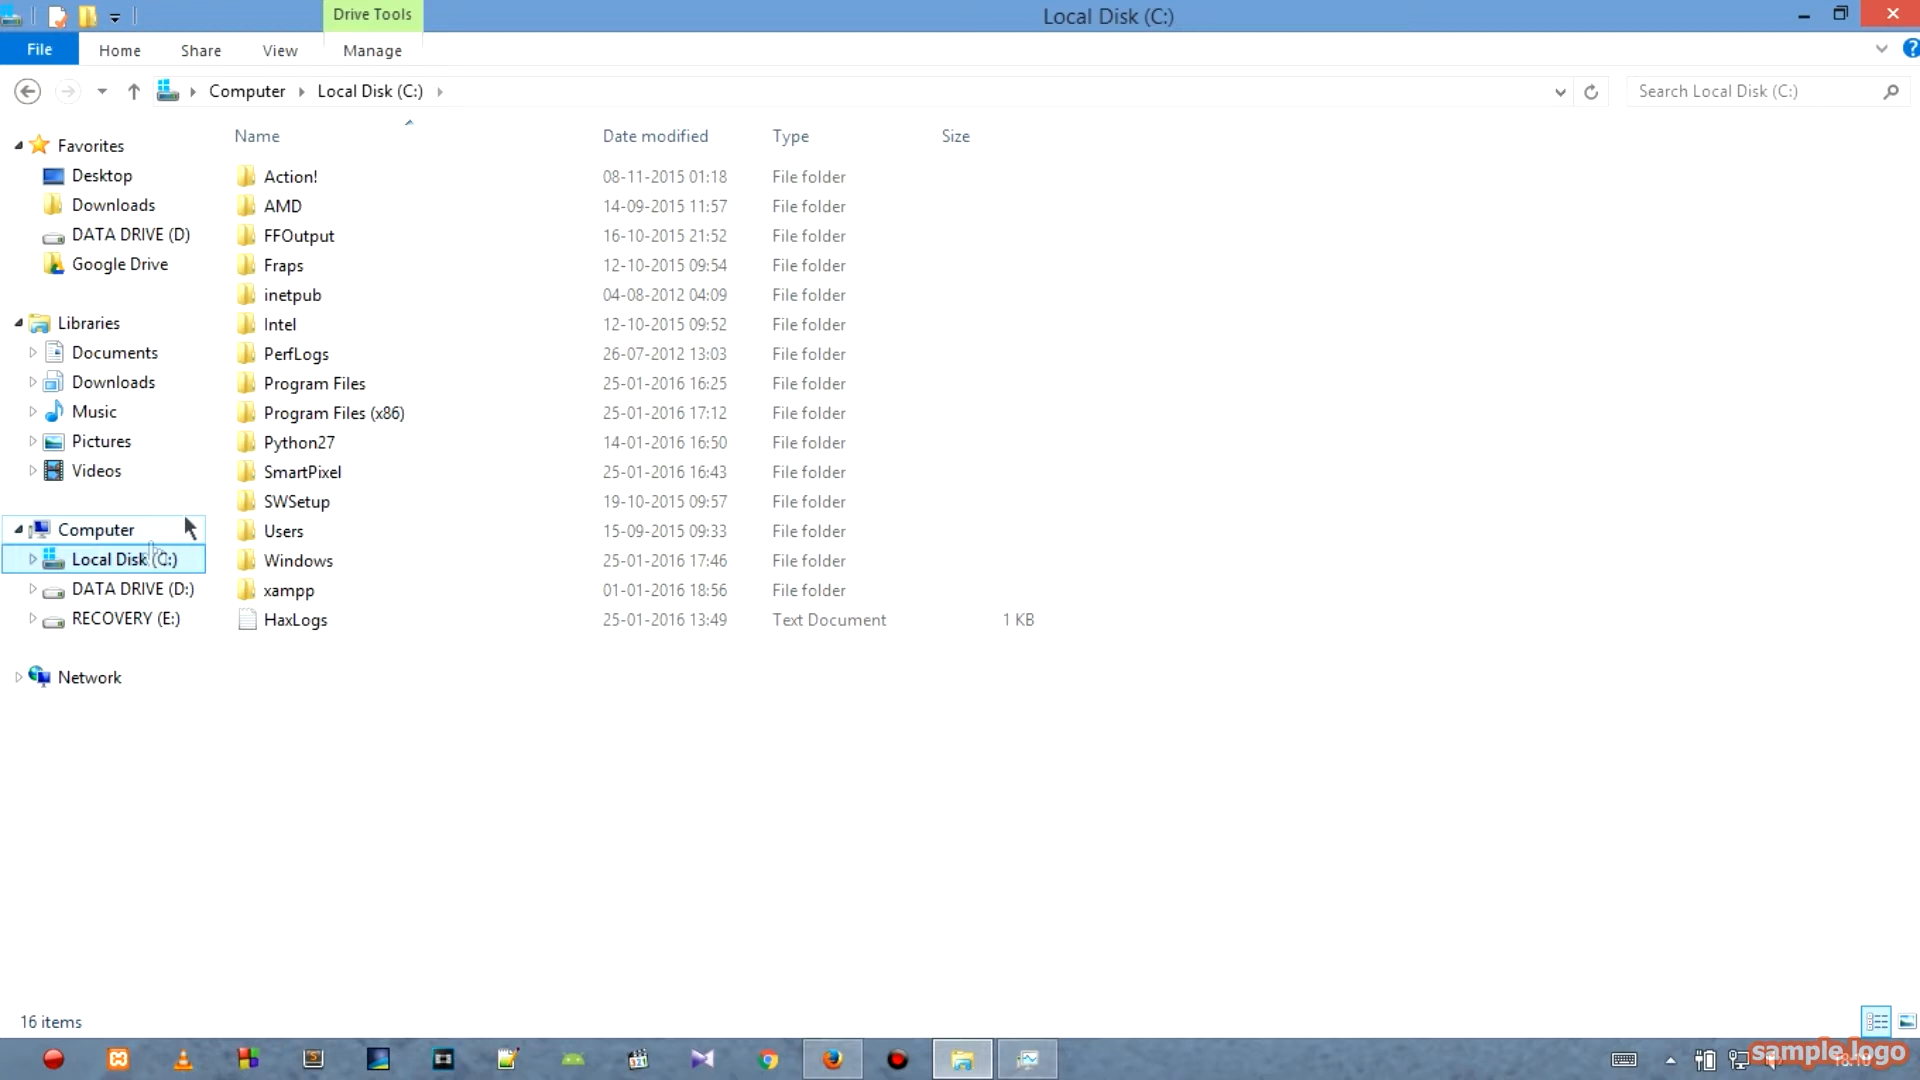 Drive Tools
Local Disk (C:)
File Home Share View Manage
Computer Local Disk (C:)
Search Local Disk (C:)
Name Date modified Type Size
Favorites
Desktop
Downloads
DATA DRIVE (D)
Google Drive
Libraries
Documents
Downloads
Music
Pictures
Videos
Computer
Local Disk (C:)
DATA DRIVE (D:)
RECOVERY (E:)
Network
Action! 08-11-2015 01:18 File folder
AMD 14-09-2015 11:57 File folder
FFOutput 16-10-2015 21:52 File folder
Fraps 12-10-2015 09:54 File folder
inetpub 04-08-2012 04:09 File folder
Intel 12-10-2015 09:52 File folder
PerfLogs 26-07-2012 13:03 File folder
Program Files 25-01-2016 16:25 File folder
Program Files (x86) 25-01-2016 17:12 File folder
Python27 14-01-2016 16:50 File folder
SmartPixel 25-01-2016 16:43 File folder
SWSetup 19-10-2015 09:57 File folder
Users 15-09-2015 09:33 File folder
Windows 25-01-2016 17:46 File folder
xampp 01-01-2016 18:56 File folder
HaxLogs 25-01-2016 13:49 Text Document 1 KB
16 items
sample logo